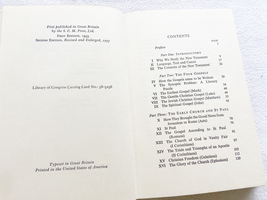 First published in Great Britain
by the S. C. M. Press, Ltd.
First Edition, 1955
Second Edition, Revised and Enlarged,
Library of Congress Catalog Card No.:
Typeset in Great Britain
Printed in the United States of America
CONTENTS
Preface
Part One: Introductory
I Why We Study the New Testament
II Language, Text and Canon
III The Contents of the New Testament
Part Two: The Four Gospels
IV How the Gospels came to be Written
V The Synoptic Problem: A Literary Puzzle
VI The Earliest Gospel (Mark)
VII The Gentile Christian Gospel (Luke)
VIII The Jewish Christian Gospel (Matthew)
IX The Spiritual Gospel (John)
Part Three: The Early Church and St Paul
X How They Brought the Good News from
Jerusalem to Rome (Acts)
XI St Paul
XII The Gospel According to St. Paul
(Romans)
XIII The Church of God in Vanity Fair
(I Corinthians)
XIV The Trials and Triumphs of an Apostle
(II Corinthians)
XV Christian Freedom (Galatians)
XVI The Glory of the Church (Ephesians)